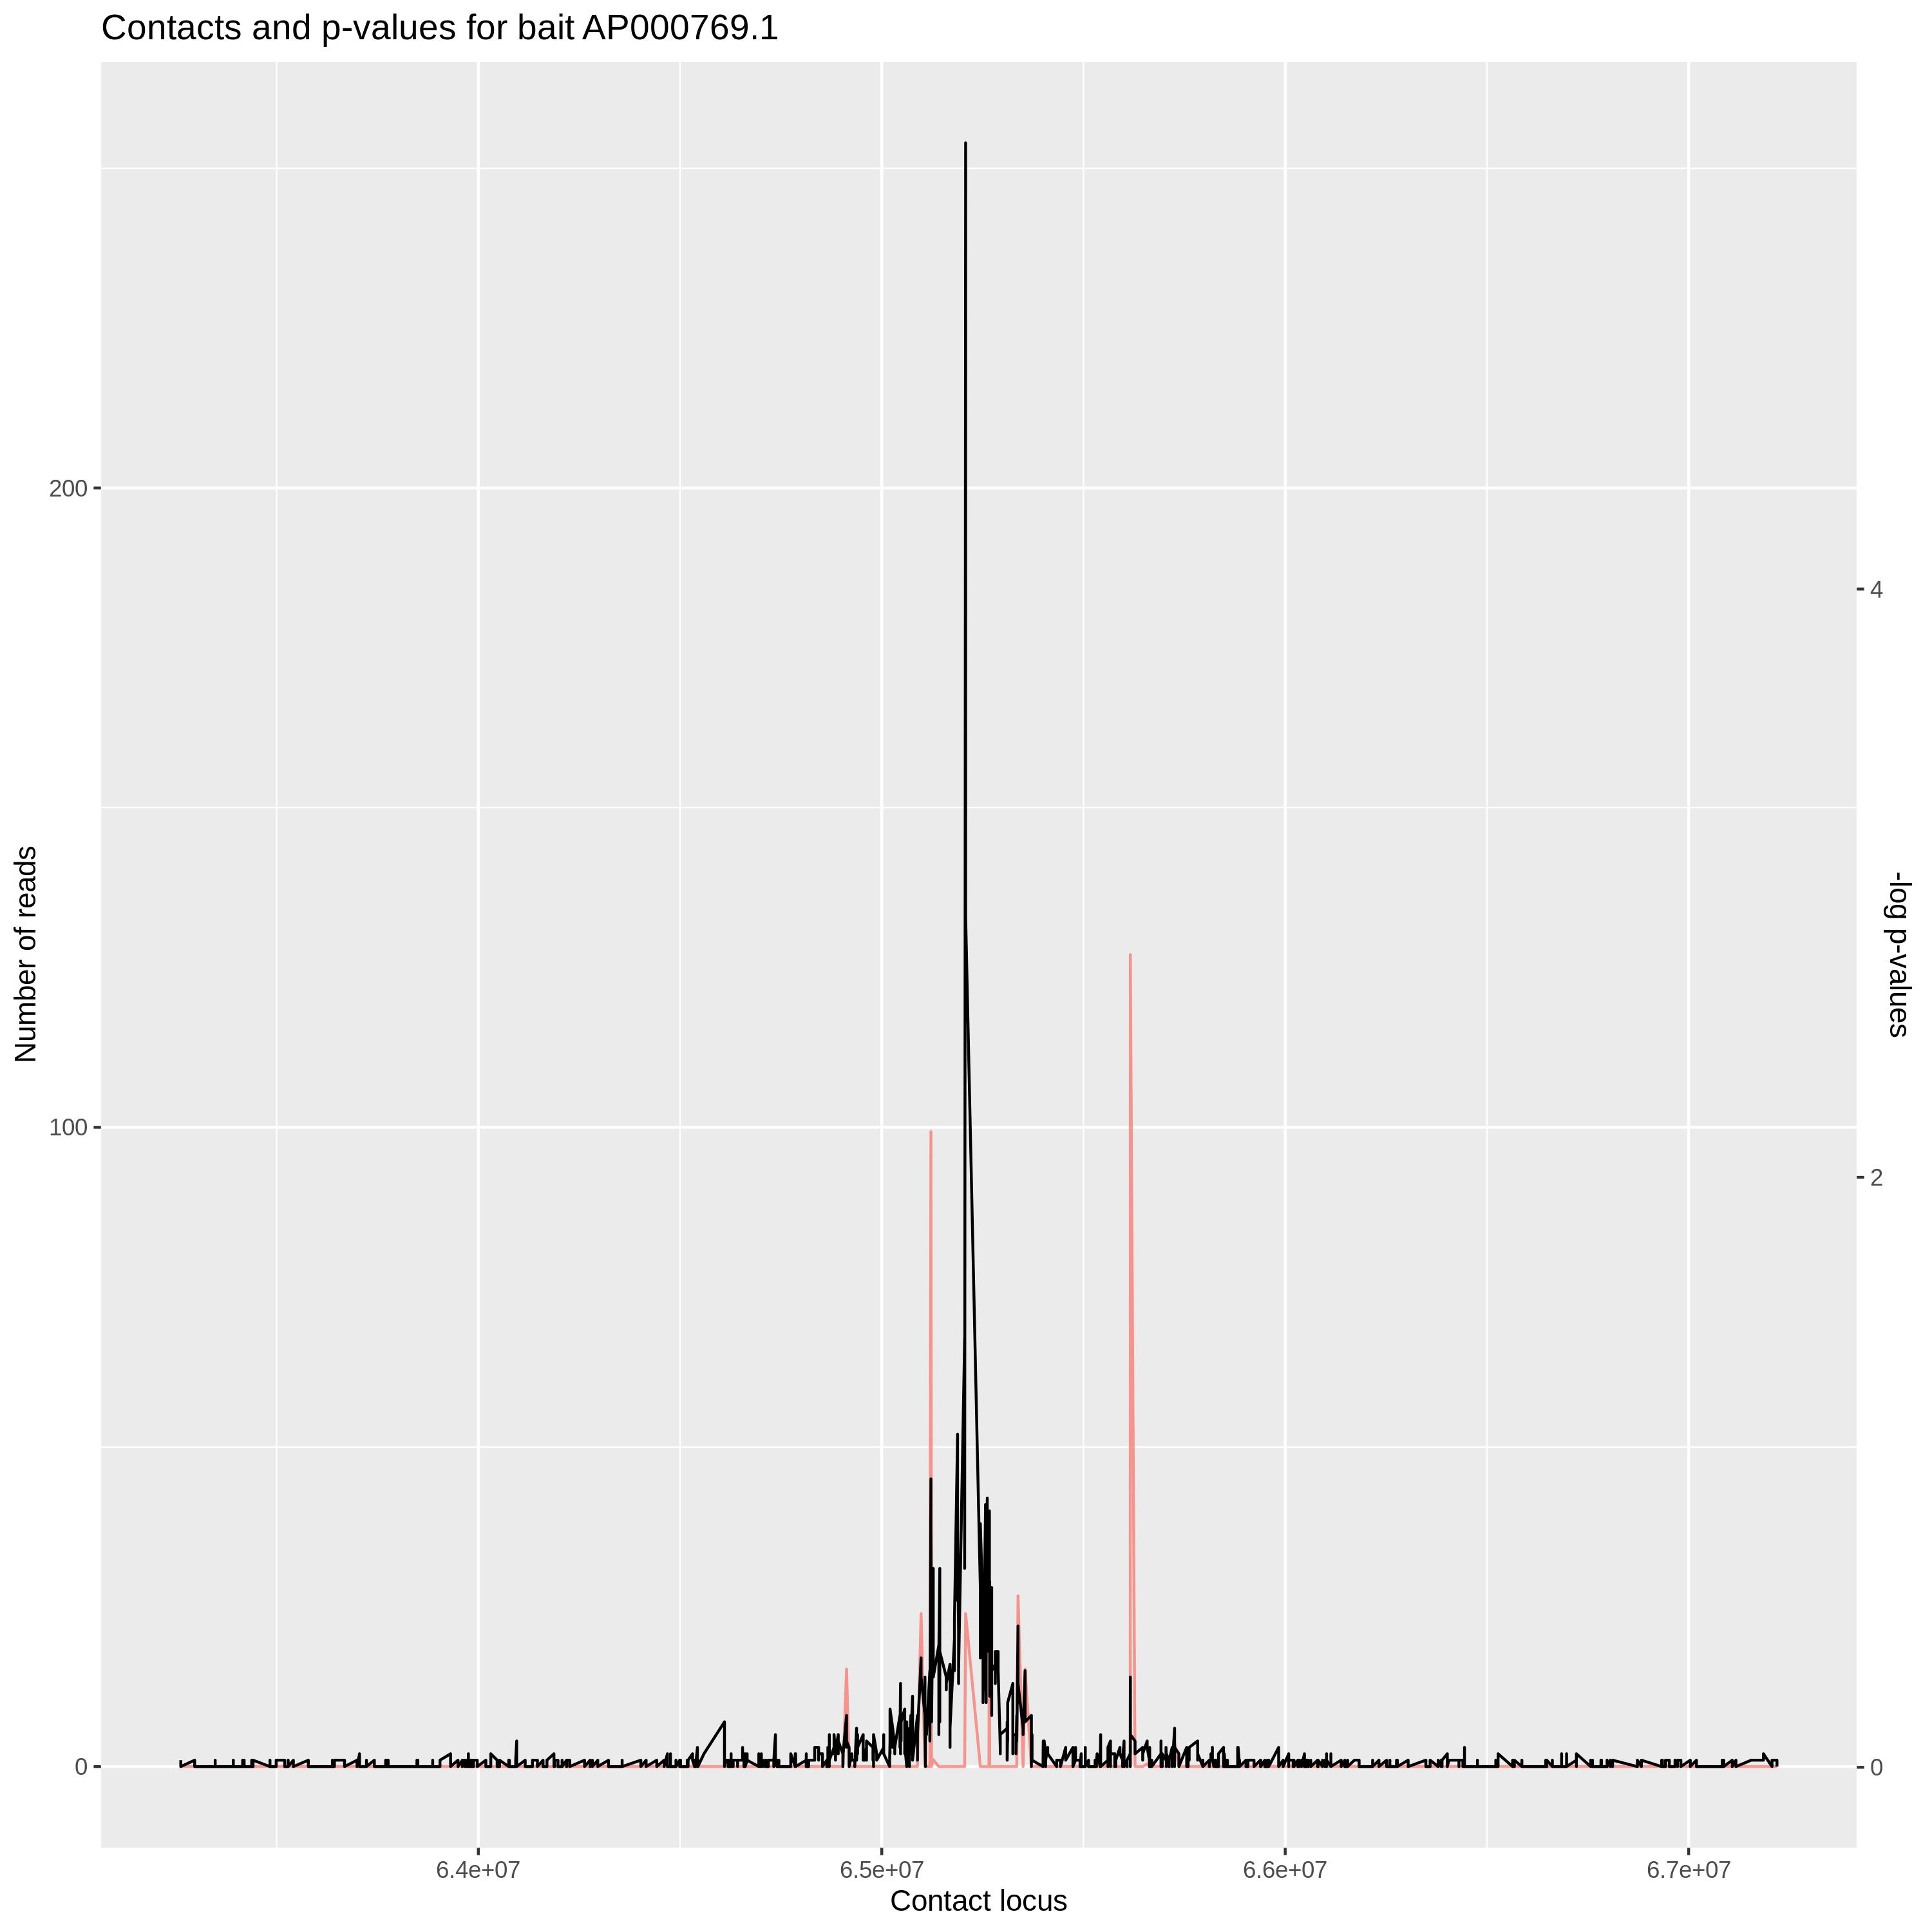 Contacts and p-values for bait AP000769.1
Number of reads
200
100
0
4
2
0
-log p-values
6.4e+07
6.5e+07
6.6e+07
6.7e+07
Contact locus